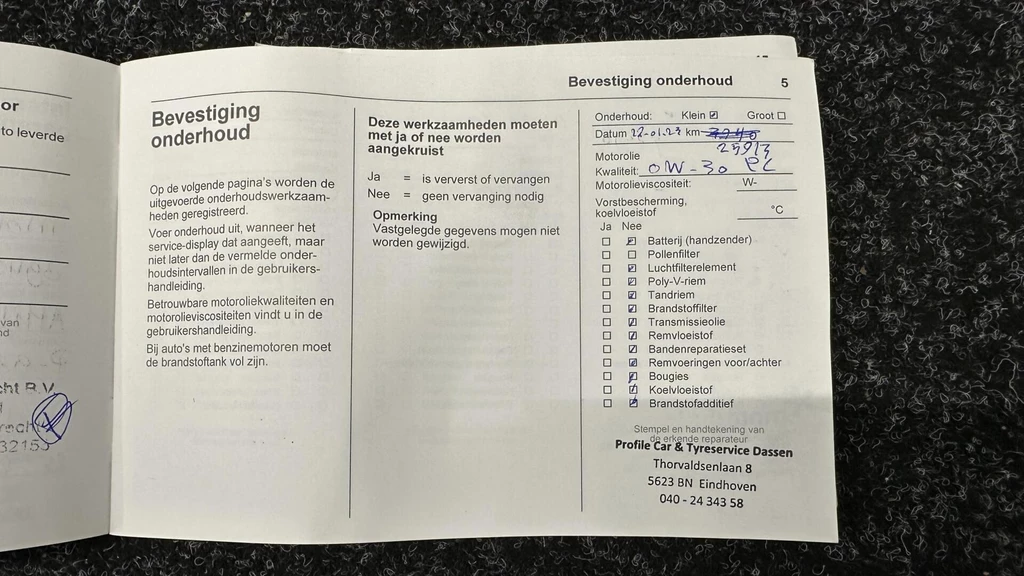 or
to leverde
van
nd
cht B.V.
32155
Bevestiging onderhoud 5
Bevestiging
onderhoud
Op de volgende pagina's worden de
uitgevoerde onderhoudswerkzaam-
heden geregistreerd.
Voer onderhoud uit, wanneer het
service-display dat aangeeft, maar
niet later dan de vermelde onder-
houdsintervallen in de gebruikers-
handleiding.
Betrouwbare motoroliekwaliteiten en
motorolieviscositeiten vindt u in de
gebruikershandleiding.
Bij auto's met benzinemotoren moet
de brandstoftank vol zijn.
Deze werkzaamheden moeten
met ja of nee worden
aangekruist
Ja = is ververst of vervangen
Nee = geen vervanging nodig
Opmerking
Vastgelegde gegevens mogen niet
worden gewijzigd.
Onderhoud: Klein Groot
Datum km
Motorolie
Kwaliteit: 0W-30
Motorolieviscositeit: W-
Vorstbescherming,
koelvloeistof °C
Ja Nee
Batterij (handzender)
Pollenfilter
Luchtfilterelement
Poly-V-riem
Tandriem
Brandstoffilter
Transmissieolie
Remvloeistof
Bandenreparatieset
Remvoeringen voor/achter
Bougies
Koelvloeistof
Brandstofadditief
Stempel en handtekening van
de erkende reparateur
Profile Car & Tyreservice Dassen
Thorvaldsenlaan 8
5623 BN Eindhoven
040 - 24 343 58